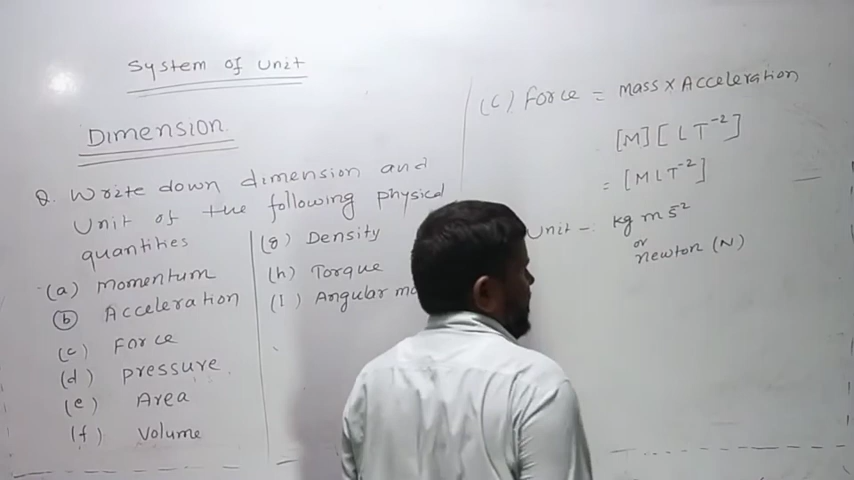 System of unit
DIMENSION.
Q. Write down dimension and
Unit of the following physical
quantities
(a) momentum
(b) Acceleration
(c) Force
(d) pressure
(e) Area
(f) volume
(g) Density
(h) Torque
(I) Angular mo
(c) Force = mass x Acceleration
[M][LT⁻²]
= [MLT⁻²]
Unit - kg m s⁻²
or
newton (N)